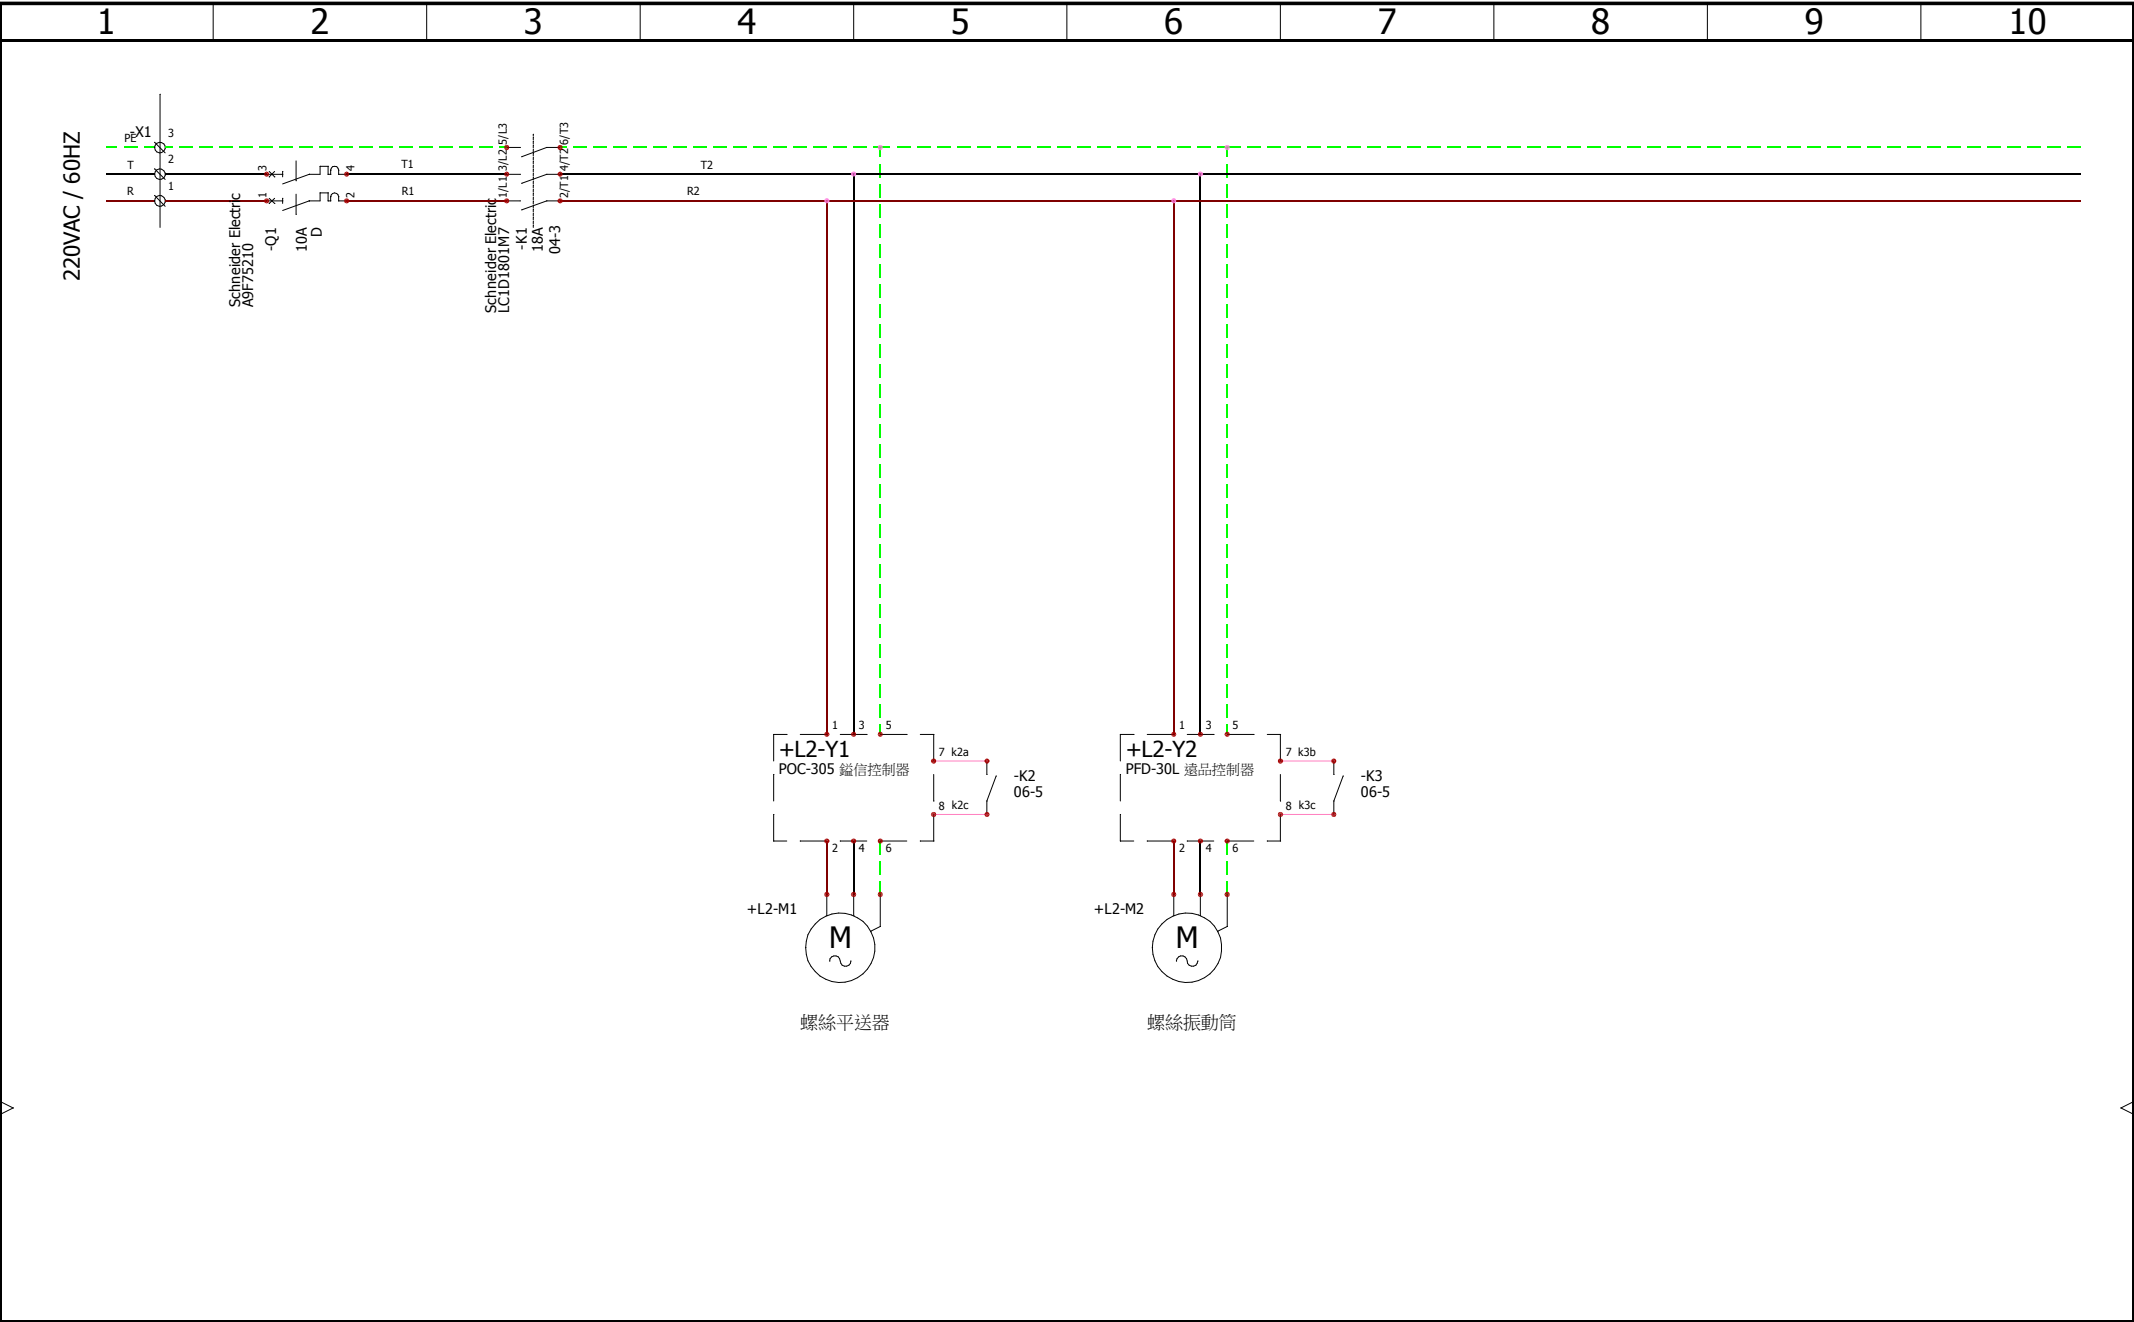 1 2 3 4 5 6 7 8 9 10
220VAC / 60HZ
-X1
PE
3
T
2
R
1
3
4
1
2
Schneider Electric
A9F75210
-Q1
10A
D
T1
R1
5/L3
3/L2
1/L1
6/T3
4/T2
2/T1
Schneider Electric
LC1D1801M7
-K1
18A
04-3
T2
R2
1 3 5
+L2-Y1
POC-305 鎰信控制器
7 k2a
8 k2c
-K2
06-5
2 4 6
+L2-M1
M
螺絲平送器
1 3 5
+L2-Y2
PFD-30L 遠品控制器
7 k3b
8 k3c
-K3
06-5
2 4 6
+L2-M2
M
螺絲振動筒